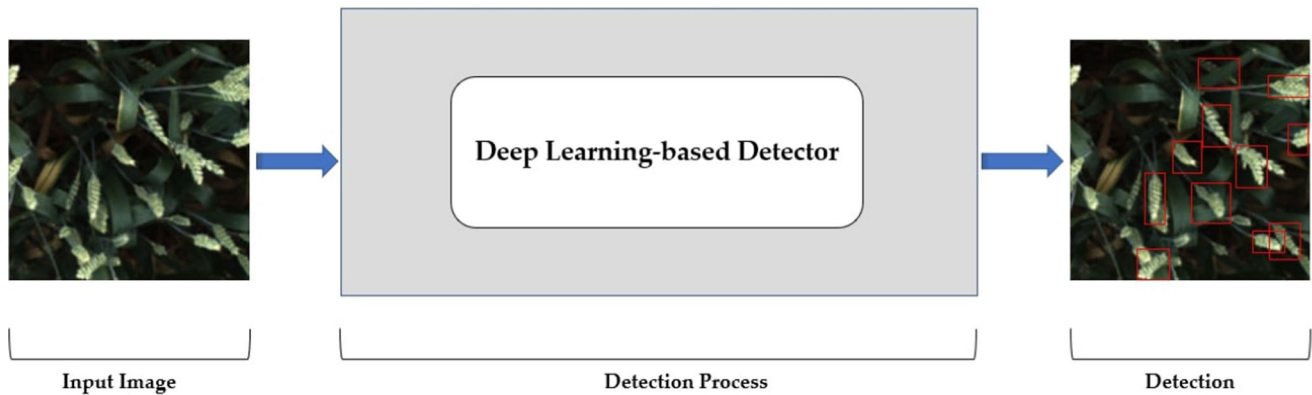 Deep Learning-based Detector
Input Image
Detection Process
Detection